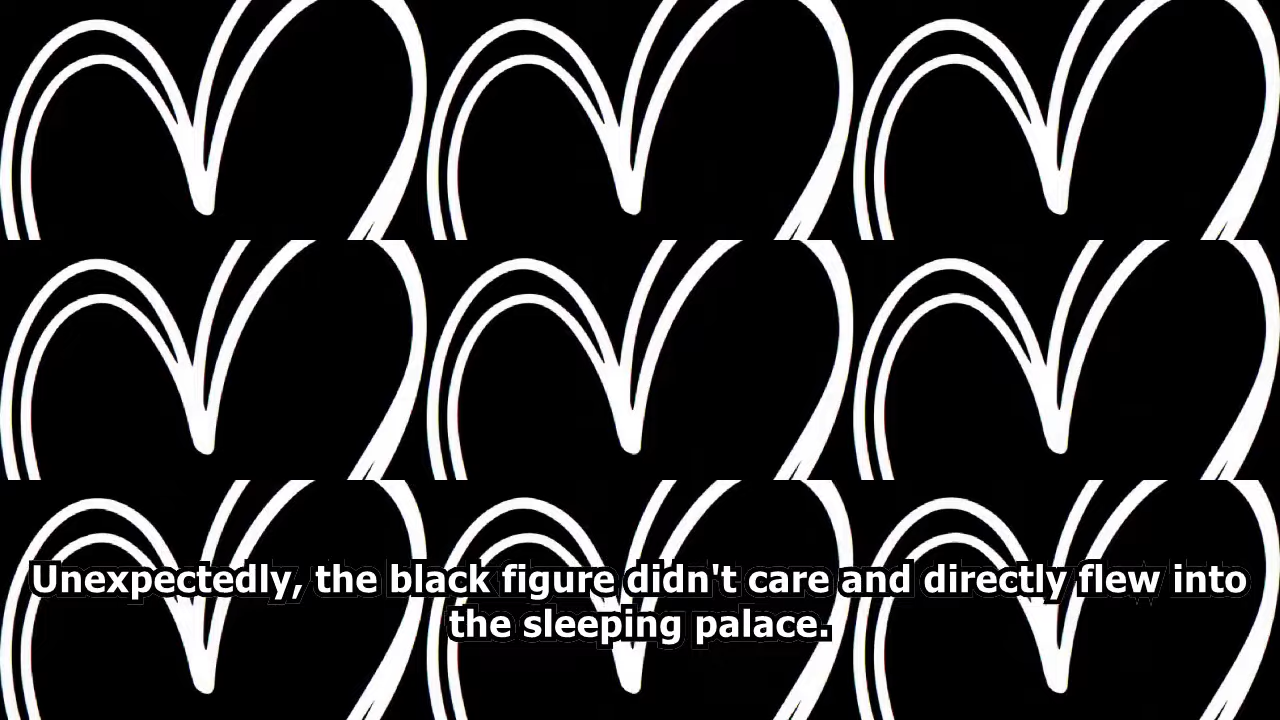 Unexpectedly, the black figure didn't care and directly flew into
the sleeping palace.